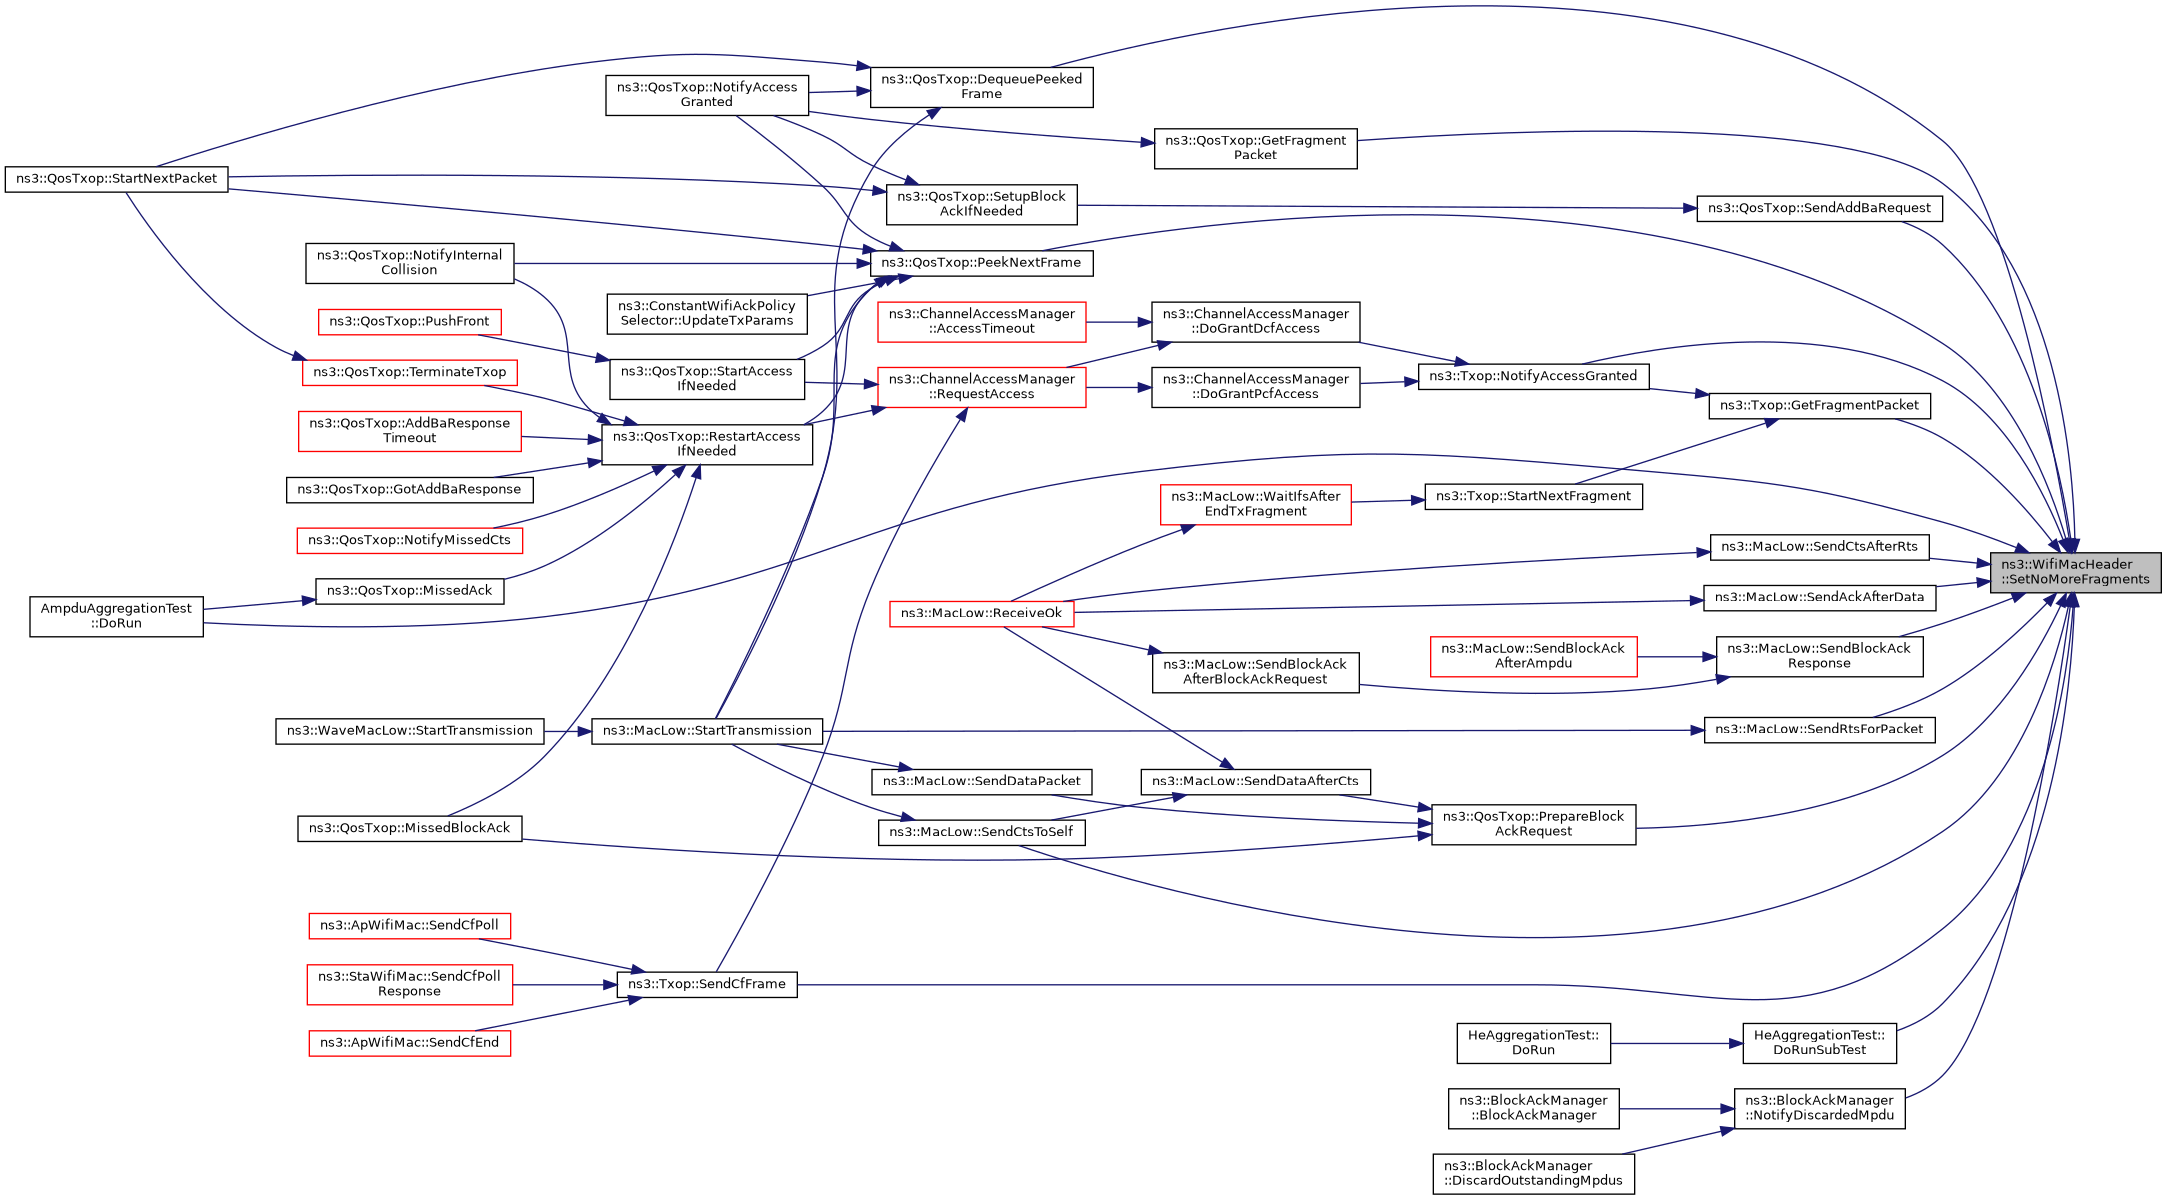 ns3::QosTxop::DequeuePeeked
Frame
ns3::QosTxop::NotifyAccess
Granted
ns3::QosTxop::GetFragment
Packet
ns3::QosTxop::StartNextPacket
ns3::QosTxop::SetupBlock
AckIfNeeded
ns3::QosTxop::SendAddBaRequest
ns3::QosTxop::NotifyInternal
Collision
ns3::QosTxop::PeekNextFrame
ns3::ConstantWifiAckPolicy
Selector::UpdateTxParams
ns3::QosTxop::PushFront
ns3::ChannelAccessManager
::AccessTimeout
ns3::ChannelAccessManager
::DoGrantDcfAccess
ns3::QosTxop::TerminateTxop
ns3::QosTxop::StartAccess
IfNeeded
ns3::ChannelAccessManager
::RequestAccess
ns3::ChannelAccessManager
::DoGrantPcfAccess
ns3::Txop::NotifyAccessGranted
ns3::Txop::GetFragmentPacket
ns3::QosTxop::AddBaResponse
Timeout
ns3::QosTxop::RestartAccess
IfNeeded
ns3::QosTxop::GotAddBaResponse
ns3::MacLow::WaitIfsAfter
EndTxFragment
ns3::Txop::StartNextFragment
ns3::QosTxop::NotifyMissedCts
ns3::MacLow::SendCtsAfterRts
ns3::WifiMacHeader
::SetNoMoreFragments
ns3::QosTxop::MissedAck
AmpduAggregationTest
::DoRun
ns3::MacLow::ReceiveOk
ns3::MacLow::SendAckAfterData
ns3::MacLow::SendBlockAck
AfterBlockAckRequest
ns3::MacLow::SendBlockAck
AfterAmpdu
ns3::MacLow::SendBlockAck
Response
ns3::WaveMacLow::StartTransmission
ns3::MacLow::StartTransmission
ns3::MacLow::SendRtsForPacket
ns3::MacLow::SendDataPacket
ns3::MacLow::SendDataAfterCts
ns3::QosTxop::MissedBlockAck
ns3::MacLow::SendCtsToSelf
ns3::QosTxop::PrepareBlock
AckRequest
ns3::ApWifiMac::SendCfPoll
ns3::StaWifiMac::SendCfPoll
Response
ns3::Txop::SendCfFrame
ns3::ApWifiMac::SendCfEnd
HeAggregationTest::
DoRun
HeAggregationTest::
DoRunSubTest
ns3::BlockAckManager
::BlockAckManager
ns3::BlockAckManager
::NotifyDiscardedMpdu
ns3::BlockAckManager
::DiscardOutstandingMpdus